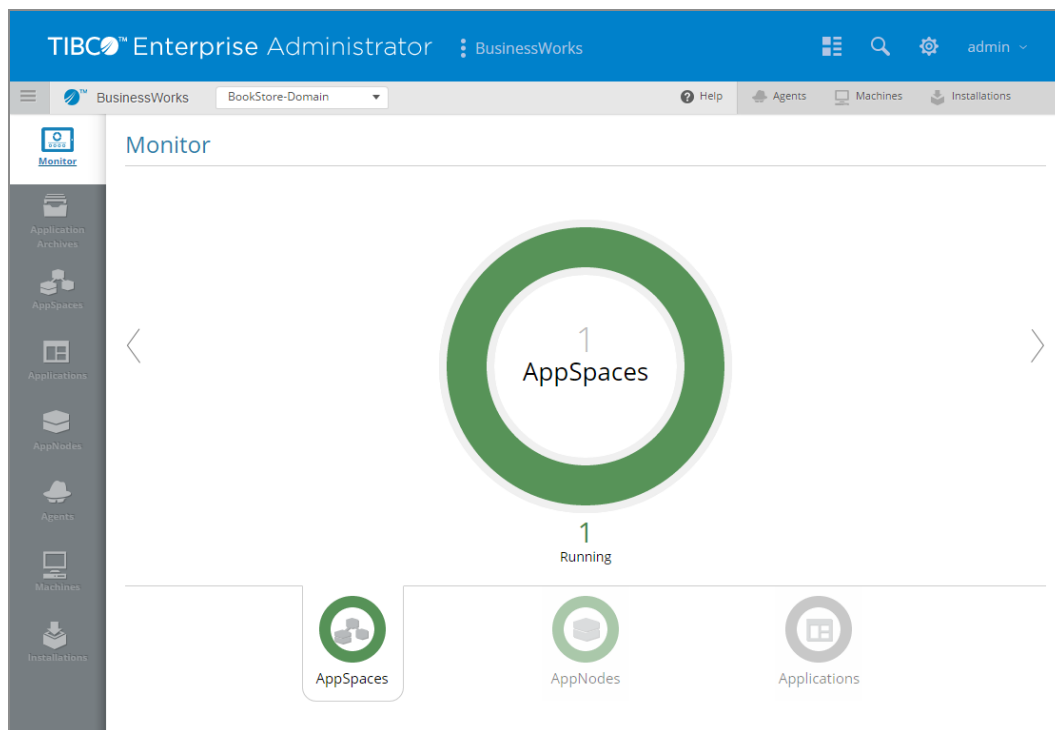 TIBCO™ Enterprise Administrator
BusinessWorks
admin
™ BusinessWorks
BookStore-Domain
Help
Agents
Machines
Installations
Monitor
Application
Archives
AppSpaces
Applications
AppNodes
Agents
Machines
Installations
Monitor
1
AppSpaces
1
Running
AppSpaces
AppNodes
Applications